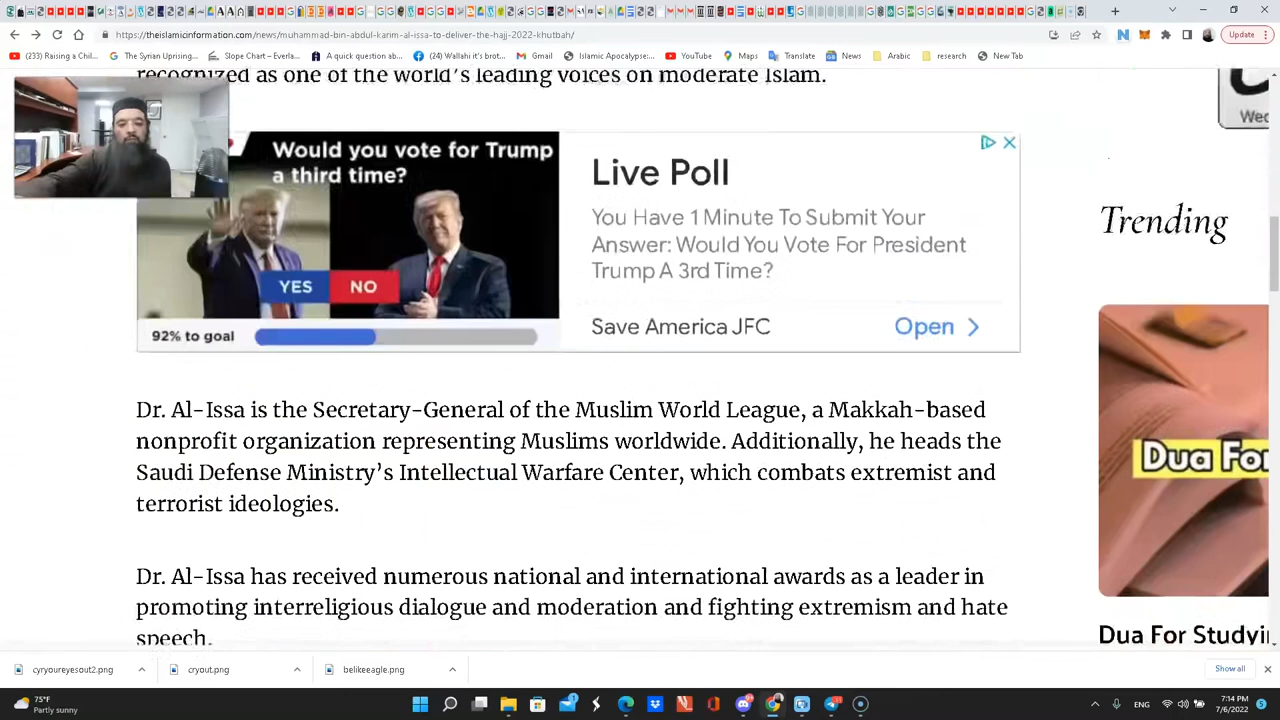 https://theislamicinformation.com/news/muhammad-bin-abdul-karim-al-issa-to-deliver-the-hajj-2022-khutbah/
Update
(233) Raising a Chil...
The Syrian Uprising...
Slope Chart – Everla...
A quick question ab...
(24) Wallahi it's brot...
Gmail
Islamic Apocalypse:...
YouTube
Maps
Translate
News
Arabic
research
New Tab
recognized as one of the world's leading voices on moderate Islam.
Would you vote for Trump
a third time?
YES
NO
92% to goal
Live Poll
You Have 1 Minute To Submit Your
Answer: Would You Vote For President
Trump A 3rd Time?
Save America JFC
Open
Wed
Trending
Dr. Al-Issa is the Secretary-General of the Muslim World League, a Makkah-based
nonprofit organization representing Muslims worldwide. Additionally, he heads the
Saudi Defense Ministry's Intellectual Warfare Center, which combats extremist and
terrorist ideologies.
Dua Fo
Dr. Al-Issa has received numerous national and international awards as a leader in
promoting interreligious dialogue and moderation and fighting extremism and hate
speech.
Dua For Studyi
cyryoureyesout2.png
cryout.png
belikeeagle.png
Show all
75°F
Partly sunny
ENG
7:14 PM
7/6/2022